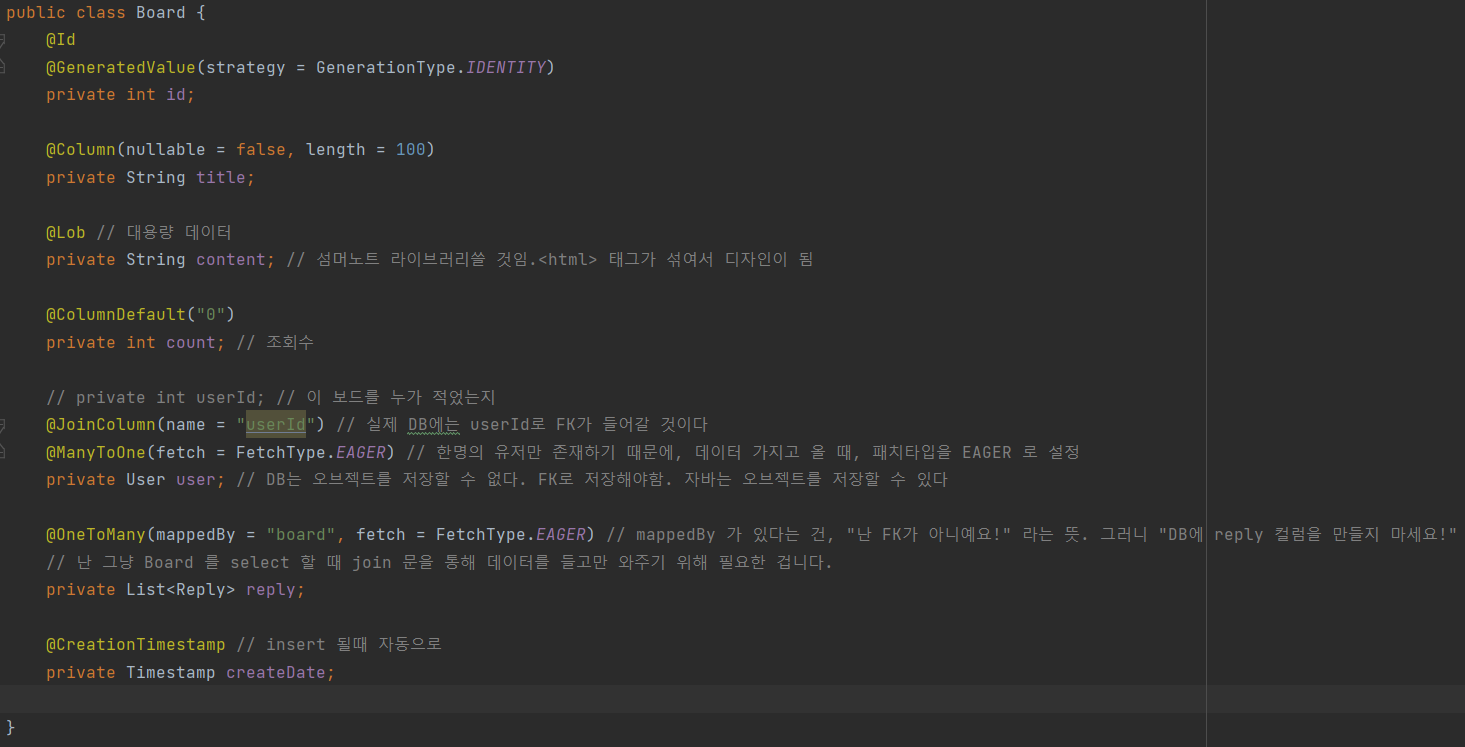 public class Board {
@Id
@GeneratedValue(strategy = GenerationType.IDENTITY)
private int id;
@Column(nullable = false, length = 100)
private String title;
@Lob // 대용량 데이터
private String content; // 섬머노트 라이브러리쓸 것임.<html> 태그가 섞여서 디자인이 됨
@ColumnDefault("0")
private int count; // 조회수
// private int userId; // 이 보드를 누가 적었는지
@JoinColumn(name = "userId") // 실제 DB에는 userId로 FK가 들어갈 것이다
@ManyToOne(fetch = FetchType.EAGER) // 한명의 유저만 존재하기 때문에, 데이터 가지고 올 때, 패치타입을 EAGER 로 설정
private User user; // DB는 오브젝트를 저장할 수 없다. FK로 저장해야함. 자바는 오브젝트를 저장할 수 있다
@OneToMany(mappedBy = "board", fetch = FetchType.EAGER) // mappedBy 가 있다는 건, "난 FK가 아니예요!" 라는 뜻. 그러니 "DB에 reply 컬럼을 만들지 마세요!"
// 난 그냥 Board 를 select 할 때 join 문을 통해 데이터를 들고만 와주기 위해 필요한 겁니다.
private List<Reply> reply;
@CreationTimestamp // insert 될때 자동으로
private Timestamp createDate;
}